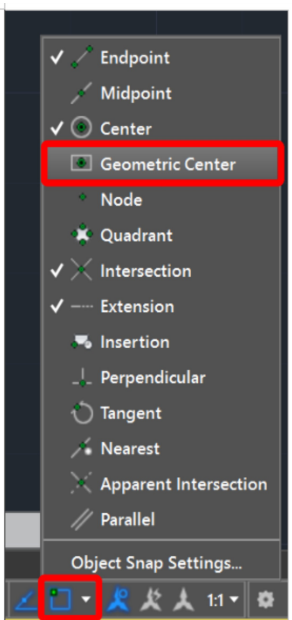 Endpoint
Midpoint
Center
Geometric Center
Node
Quadrant
Intersection
Extension
Insertion
Perpendicular
Tangent
Nearest
Apparent Intersection
Parallel
Object Snap Settings...
1:1